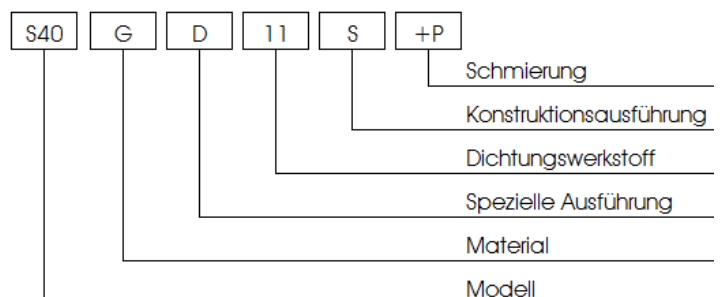 S40 G D 11 S +P
Schmierung
Konstruktionsausführung
Dichtungswerkstoff
Spezielle Ausführung
Material
Modell